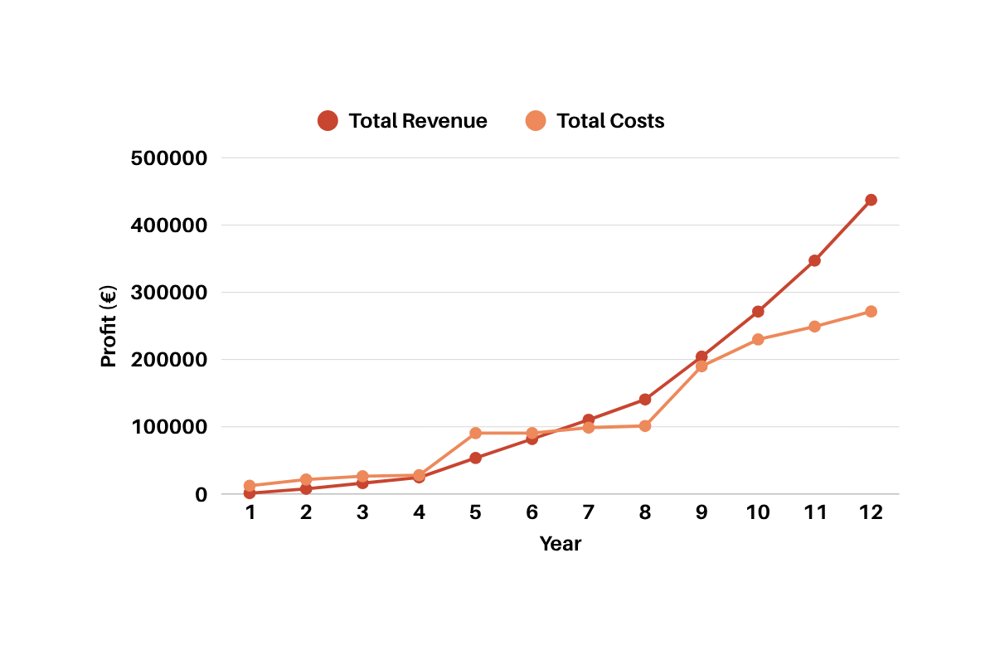 Total Revenue Total Costs
500000
400000
300000
200000
100000
0
Profit (€)
1 2 3 4 5 6 7 8 9 10 11 12
Year